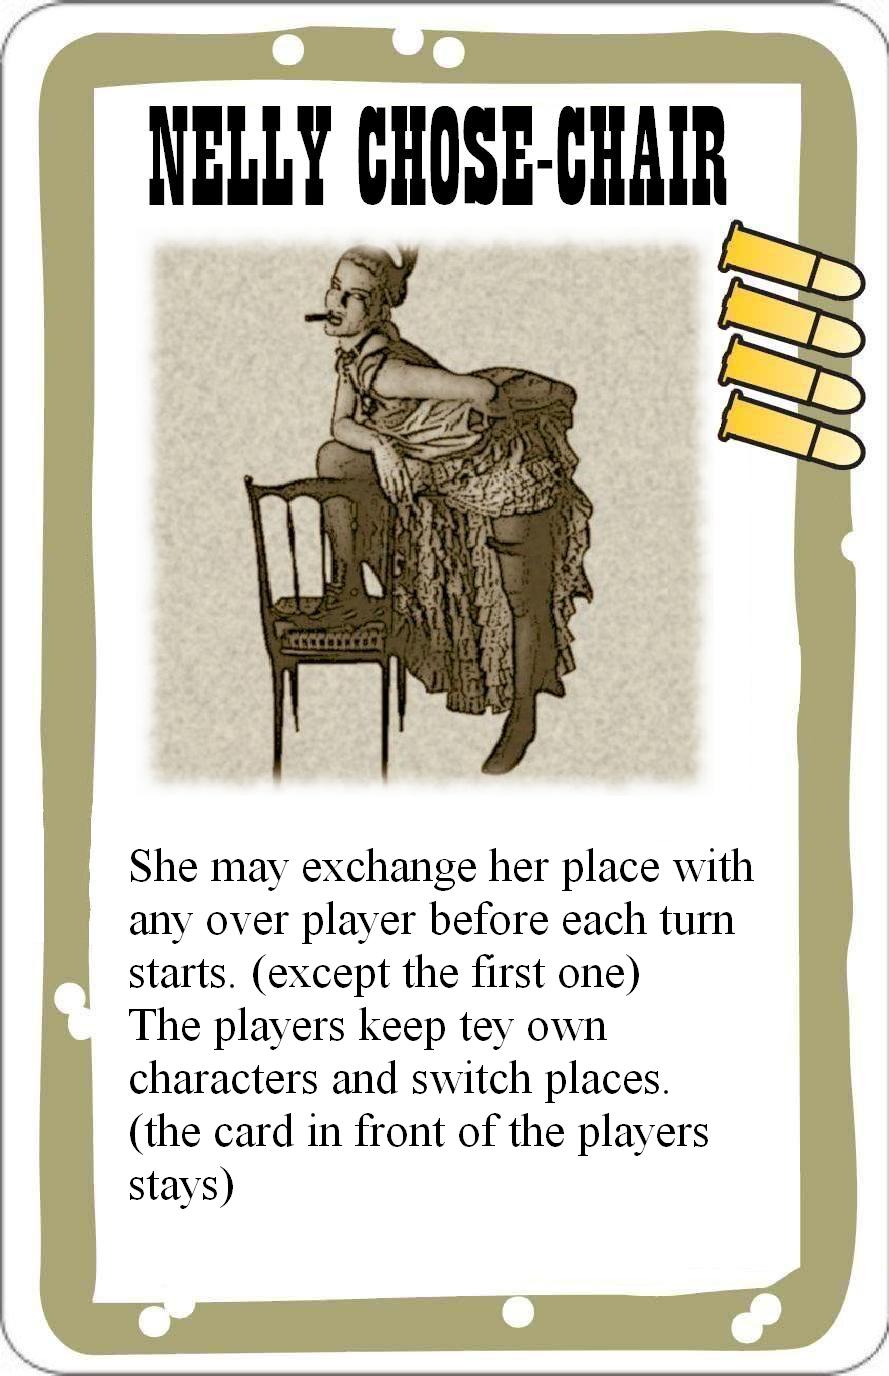 NELLY CHOSE-CHAIR
She may exchange her place with
any over player before each turn
starts. (except the first one)
The players keep tey own
characters and switch places.
(the card in front of the players
stays)